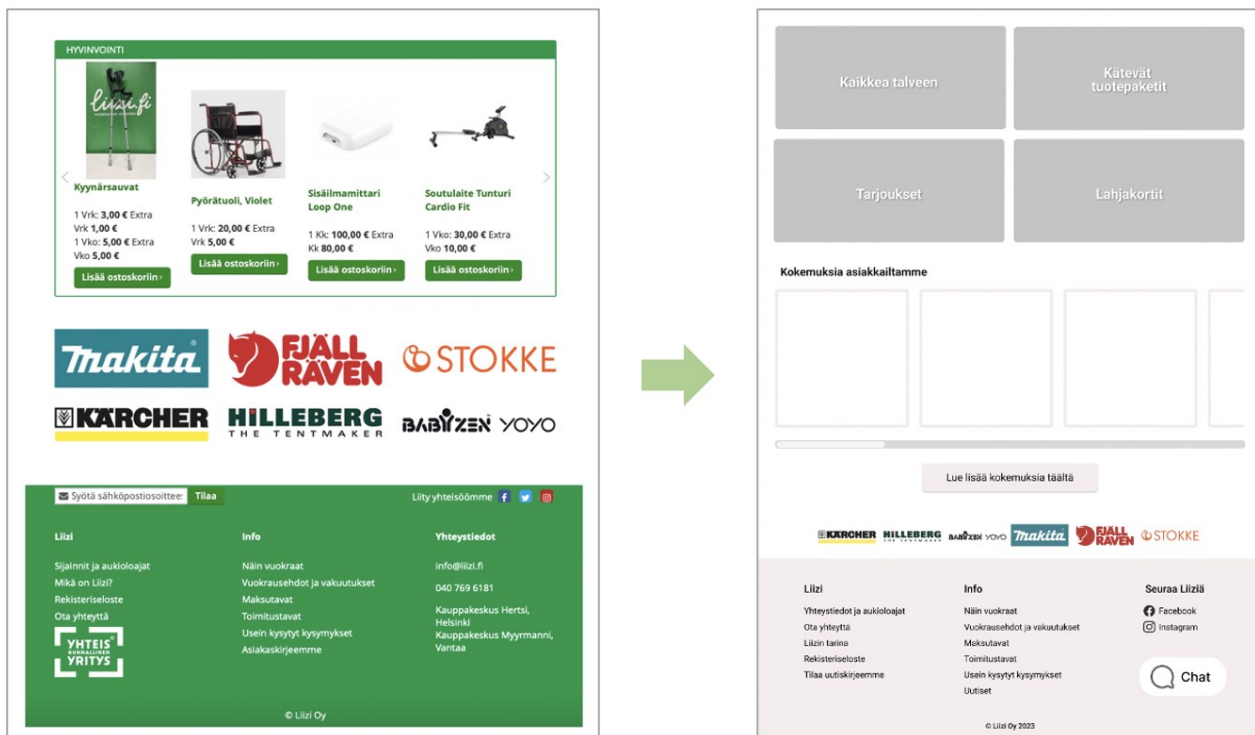 HYVINVOINTI
liizi.fi
Kyynärsauvat
1 Vrk: 3,00 € Extra
Vrk 1,00 €
1 Vko: 5,00 € Extra
Vko 5,00 €
Lisää ostoskoriin ›
Pyörätuoli, Violet
1 Vrk: 20,00 € Extra
Vrk 5,00 €
Lisää ostoskoriin ›
Sisäilmamittari
Loop One
1 Kk: 100,00 € Extra
Kk 80,00 €
Lisää ostoskoriin ›
Soutulaite Tunturi
Cardio Fit
1 Vko: 30,00 € Extra
Vko 10,00 €
Lisää ostoskoriin ›
makita
FJÄLL
RÄVEN
STOKKE
KÄRCHER
HILLEBERG
THE TENTMAKER
BABYZEN YOYO
Syötä sähköpostiosoittee:
Tilaa
Liity yhteisöömme
Liizi
Sijainnit ja aukioloajat
Mikä on Liizi?
Rekisteriseloste
Ota yhteyttä
YHTEIS
KUNNALLINEN
YRITYS
Info
Näin vuokraat
Vuokrausehdot ja vakuutukset
Maksutavat
Toimitustavat
Usein kysytyt kysymykset
Asiakaskirjeemme
Yhteystiedot
info@liizi.fi
040 769 6181
Kauppakeskus Hertsi,
Helsinki
Kauppakeskus Myyrmanni,
Vantaa
© Liizi Oy
Kaikkea talveen
Kätevät
tuotepaketit
Tarjoukset
Lahjakortit
Kokemuksia asiakkailtamme
Lue lisää kokemuksia täältä
KÄRCHER
HILLEBERG
THE TENTMAKER
BABYZEN YOYO
makita
FJÄLL
RÄVEN
STOKKE
Liizi
Yhteystiedot ja aukioloajat
Ota yhteyttä
Liizin tarina
Rekisteriseloste
Tilaa uutiskirjeemme
Info
Näin vuokraat
Vuokrausehdot ja vakuutukset
Maksutavat
Toimitustavat
Usein kysytyt kysymykset
Uutiset
Seuraa Liiziä
Facebook
Instagram
Chat
© Liizi Oy 2023